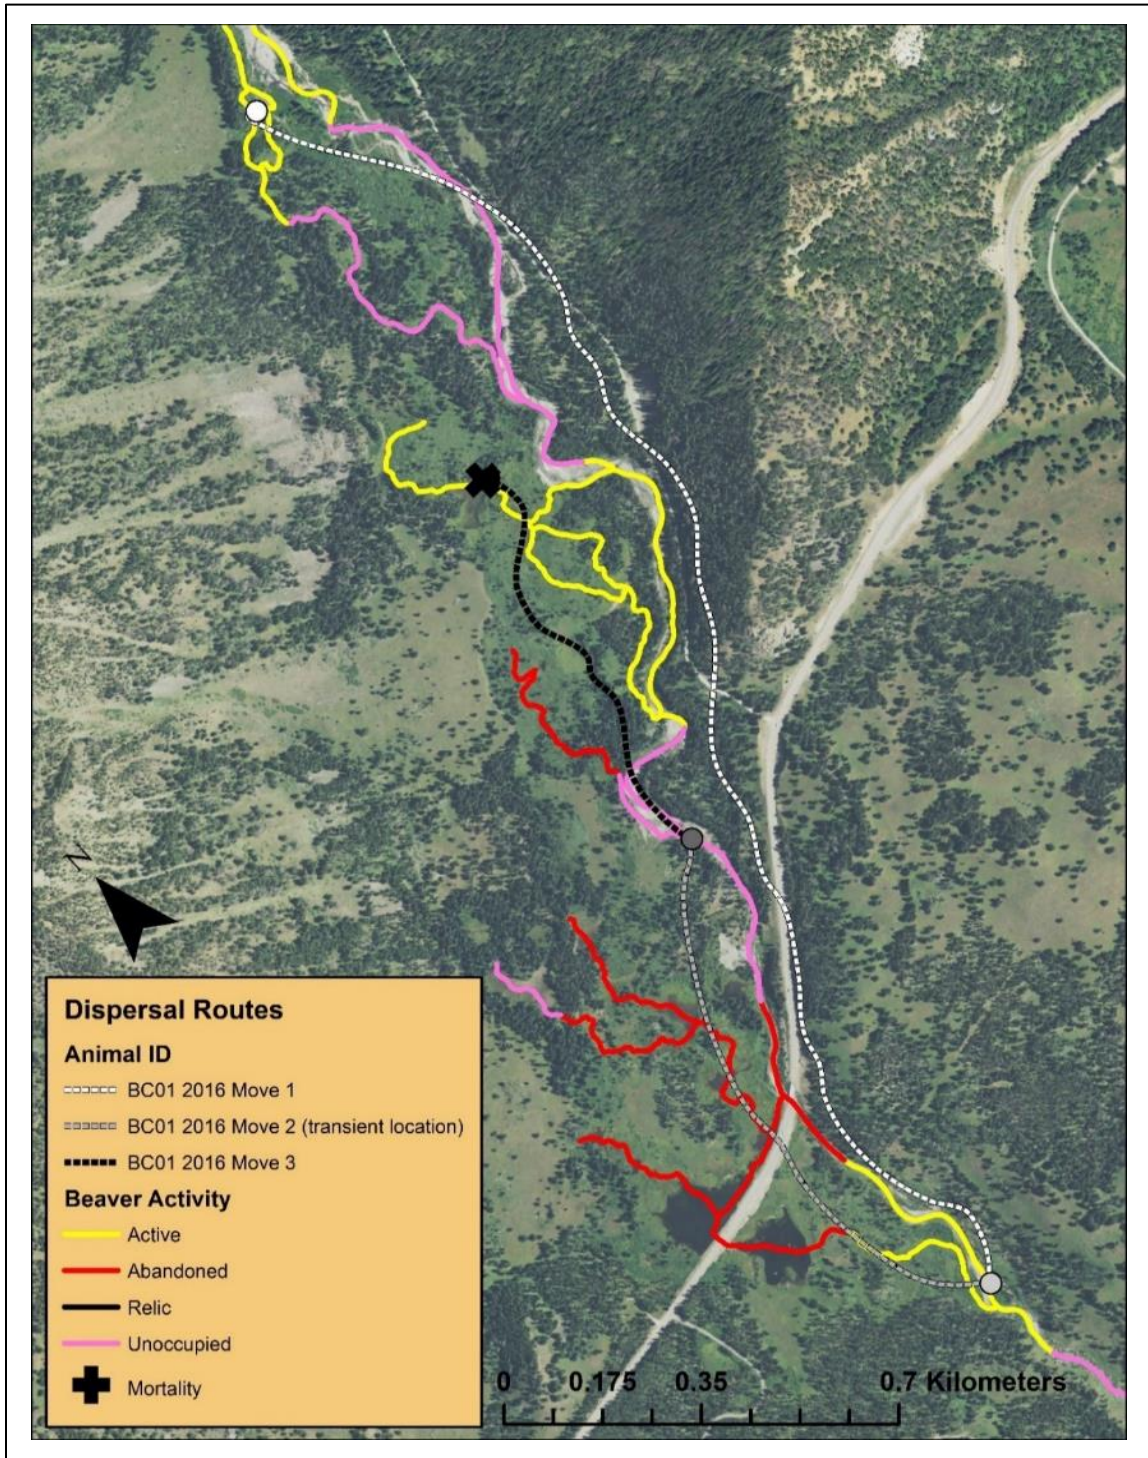 N
Dispersal Routes
Animal ID
BC01 2016 Move 1
BC01 2016 Move 2 (transient location)
BC01 2016 Move 3
Beaver Activity
Active
Abandoned
Relic
Unoccupied
Mortality
0 0.175 0.35 0.7 Kilometers